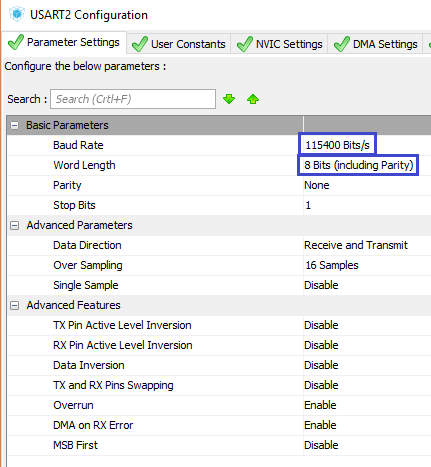 USART2 Configuration
Parameter Settings User Constants NVIC Settings DMA Settings
Configure the below parameters :
Search : Search (Crtl+F)
Basic Parameters
Baud Rate 115400 Bits/s
Word Length 8 Bits (including Parity)
Parity None
Stop Bits 1
Advanced Parameters
Data Direction Receive and Transmit
Over Sampling 16 Samples
Single Sample Disable
Advanced Features
TX Pin Active Level Inversion Disable
RX Pin Active Level Inversion Disable
Data Inversion Disable
TX and RX Pins Swapping Disable
Overrun Enable
DMA on RX Error Enable
MSB First Disable